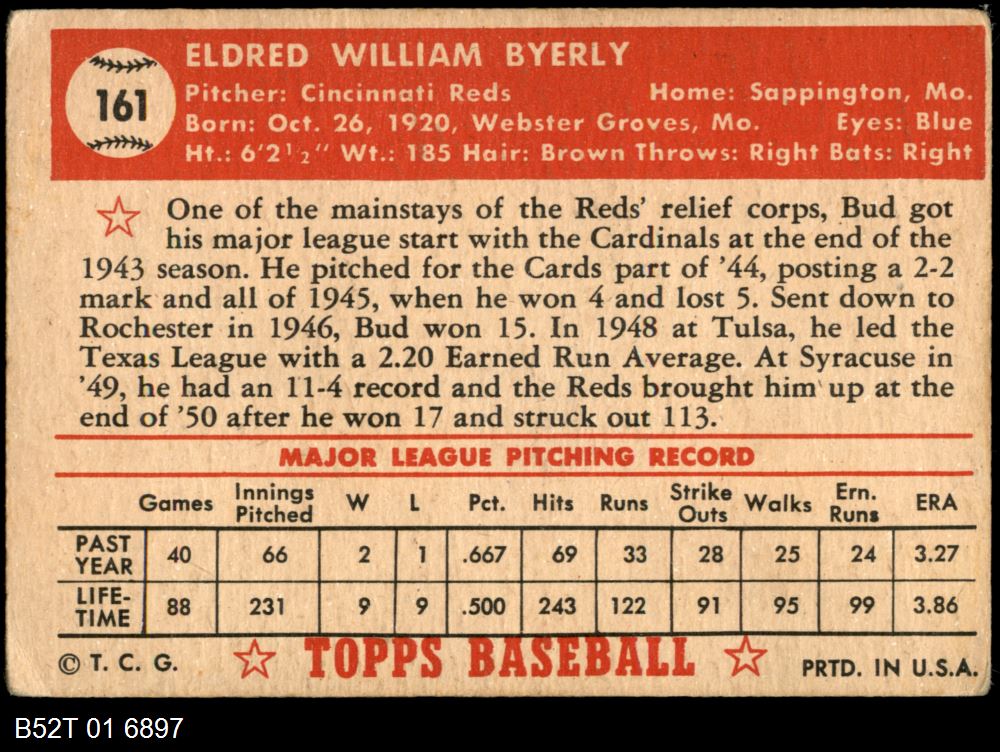 161
ELDRED WILLIAM BYERLY
Pitcher: Cincinnati Reds Home: Sappington, Mo.
Born: Oct. 26, 1920, Webster Groves, Mo. Eyes: Blue
Ht.: 6'2½" Wt.: 185 Hair: Brown Throws: Right Bats: Right
One of the mainstays of the Reds' relief corps, Bud got
his major league start with the Cardinals at the end of the
1943 season. He pitched for the Cards part of '44, posting a 2-2
mark and all of 1945, when he won 4 and lost 5. Sent down to
Rochester in 1946, Bud won 15. In 1948 at Tulsa, he led the
Texas League with a 2.20 Earned Run Average. At Syracuse in
'49, he had an 11-4 record and the Reds brought him up at the
end of '50 after he won 17 and struck out 113.
MAJOR LEAGUE PITCHING RECORD
Games Innings Pitched W L Pct. Hits Runs Strike Outs Walks Ern. Runs ERA
PAST YEAR 40 66 2 1 .667 69 33 28 25 24 3.27
LIFE-TIME 88 231 9 9 .500 243 122 91 95 99 3.86
© T. C. G. TOPPS BASEBALL PRTD. IN U.S.A.
B52T 01 6897